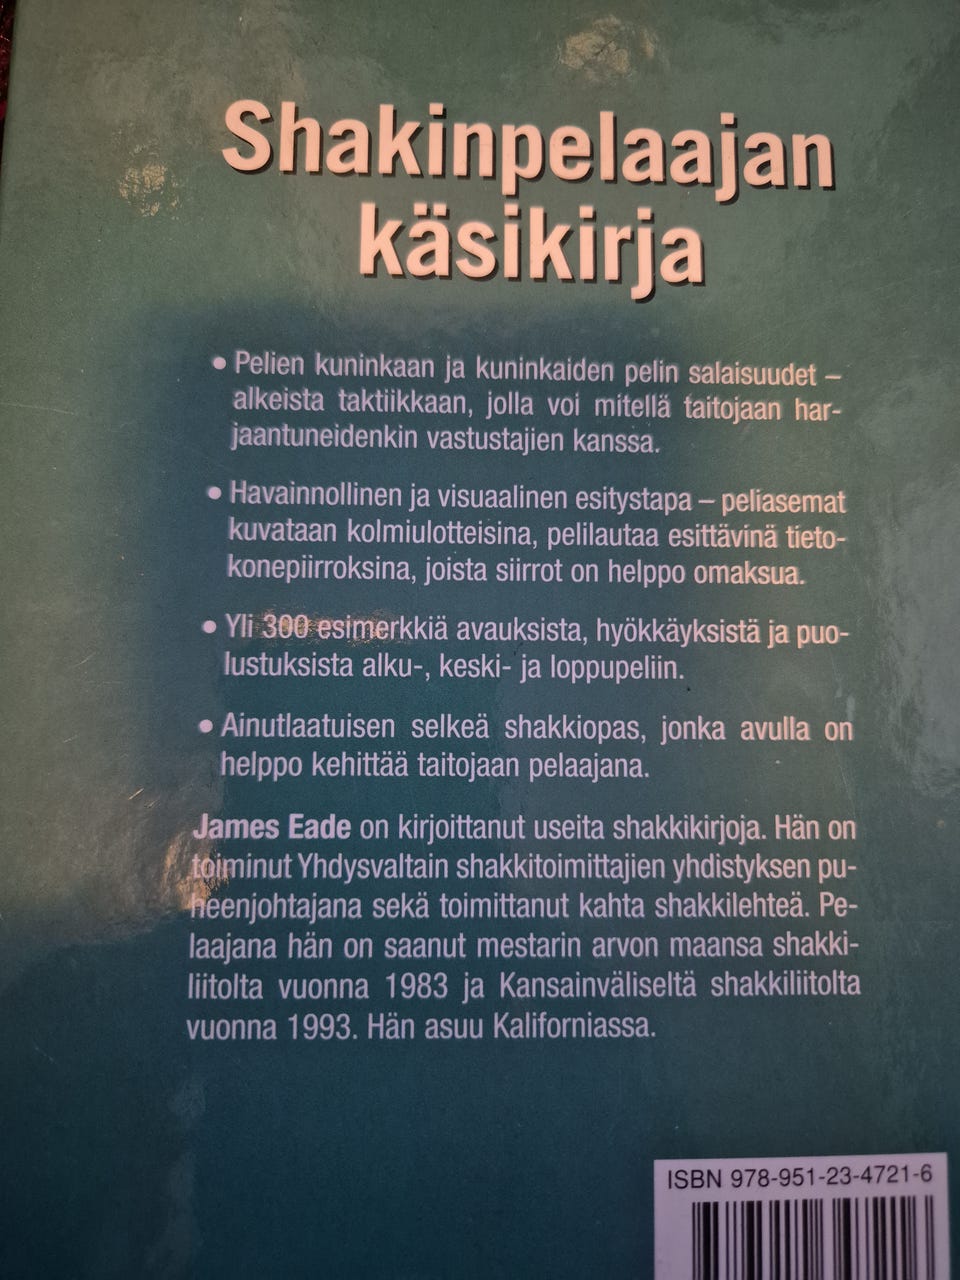 Shakinpelaajan
käsikirja
• Pelien kuninkaan ja kuninkaiden pelin salaisuudet –
alkeista taktiikkaan, jolla voi mitellä taitojaan har-
jaantuneidenkin vastustajien kanssa.
• Havainnollinen ja visuaalinen esitystapa – peliasemat
kuvataan kolmiulotteisina, pelilautaa esittävinä tieto-
konepiirroksina, joista siirrot on helppo omaksua.
• Yli 300 esimerkkiä avauksista, hyökkäyksistä ja puo-
lustuksista alku-, keski- ja loppupeliin.
• Ainutlaatuisen selkeä shakkiopas, jonka avulla on
helppo kehittää taitojaan pelaajana.
James Eade on kirjoittanut useita shakkikirjoja. Hän on
toiminut Yhdysvaltain shakkitoimittajien yhdistyksen pu-
heenjohtajana sekä toimittanut kahta shakkilehteä. Pe-
laajana hän on saanut mestarin arvon maansa shakki-
liitolta vuonna 1983 ja Kansainväliseltä shakkiliitolta
vuonna 1993. Hän asuu Kaliforniassa.
ISBN 978-951-23-4721-6